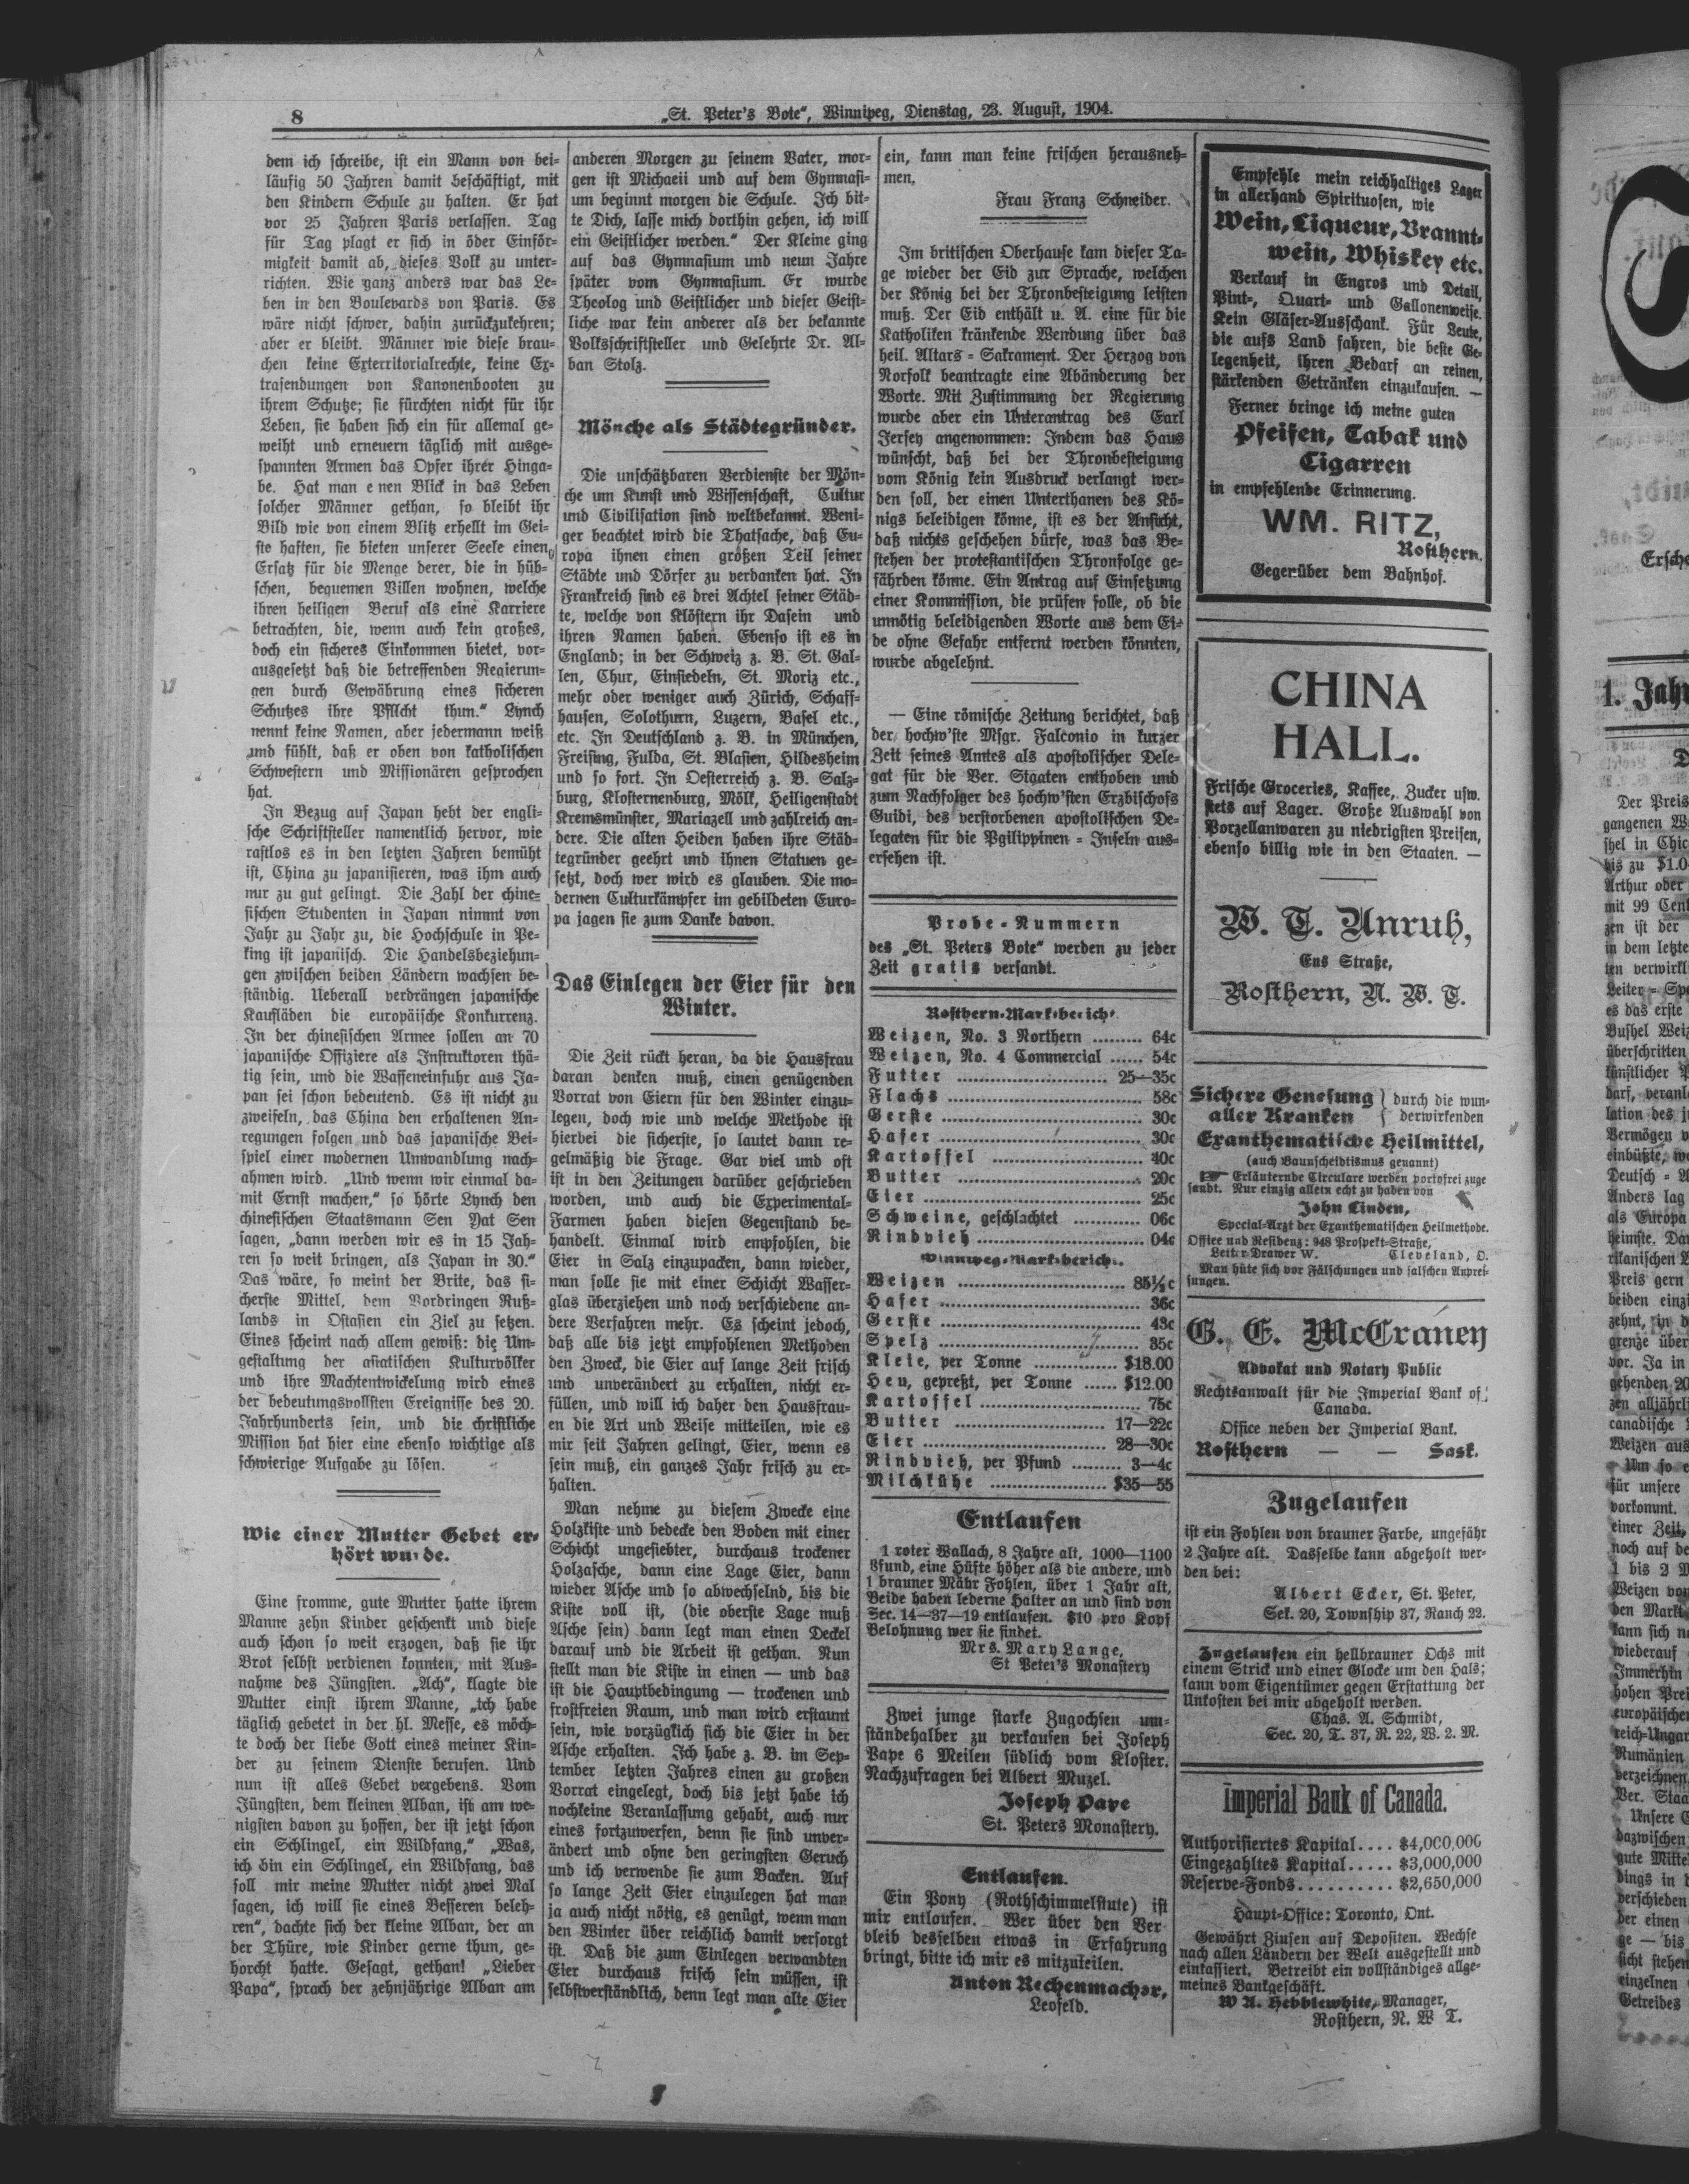 8
„St. Peter's Bote“, Winnipeg, Dienstag, 23. August, 1904.
dem ich schreibe, ist ein Mann von bei-
läufig 50 Jahren damit beschäftigt, mit
den Kindern Schule zu halten. Er hat
vor 25 Jahren Paris verlassen. Tag
für Tag plagt er sich in öder Einför-
migkeit damit ab, dieses Volk zu unter-
richten. Wie ganz anders war das Le-
ben in den Boulevards von Paris. Es
wäre nicht schwer, dahin zurückzukehren;
aber er bleibt. Männer wie diese brau-
chen keine Exterritorialrechte, keine Ex-
trasendungen von Kanonenbooten zu
ihrem Schutze; sie fürchten nicht für ihr
Leben, sie haben sich ein für allemal ge-
weiht und erneuern täglich mit ausge-
spannten Armen das Opfer ihrer Hinga-
be. Hat man e nen Blick in das Leben
solcher Männer gethan, so bleibt ihr
Bild wie von einem Blitz erhellt im Gei-
ste haften, sie bieten unserer Seele einen
Ersatz für die Menge derer, die in hüb-
schen, bequemen Villen wohnen, welche
ihren heiligen Beruf als eine Karriere
betrachten, die, wenn auch kein großes,
doch ein sicheres Einkommen bietet, vor-
ausgesetzt daß die betreffenden Regierun-
gen durch Gewährung eines sicheren
Schutzes ihre Pflicht thun.“ Lynch
nennt keine Namen, aber jedermann weiß
und fühlt, daß er oben von katholischen
Schwestern und Missionären gesprochen
hat.
In Bezug auf Japan hebt der engli-
sche Schriftsteller namentlich hervor, wie
rastlos es in den letzten Jahren bemüht
ist, China zu japanisieren, was ihm auch
nur zu gut gelingt. Die Zahl der chine-
sischen Studenten in Japan nimmt von
Jahr zu Jahr zu, die Hochschule in Pe-
king ist japanisch. Die Handelsbeziehun-
gen zwischen beiden Ländern wachsen be-
ständig. Ueberall verdrängen japanische
Kaufläden die europäische Konkurrenz.
In der chinesischen Armee sollen an 70
japanische Offiziere als Instruktoren thä-
tig sein, und die Waffeneinfuhr aus Ja-
pan sei schon bedeutend. Es ist nicht zu
zweifeln, das China den erhaltenen An-
regungen folgen und das japanische Bei-
spiel einer modernen Umwandlung nach-
ahmen wird. „Und wenn wir einmal da-
mit Ernst machen,“ so hörte Lynch den
chinesischen Staatsmann Sen Yat Sen
sagen, „dann werden wir es in 15 Jah-
ren so weit bringen, als Japan in 30.“
Das wäre, so meint der Brite, das si-
cherste Mittel, dem Vordringen Ruß-
lands in Ostasien ein Ziel zu setzen.
Eines scheint nach allem gewiß: die Um-
gestaltung der asiatischen Kulturvölker
und ihre Machtentwickelung wird eines
der bedeutungsvollsten Ereignisse des 20.
Jahrhunderts sein, und die christliche
Mission hat hier eine ebenso wichtige als
schwierige Aufgabe zu lösen.
Wie einer Mutter Gebet er-
hört wurde.
Eine fromme, gute Mutter hatte ihrem
Manne zehn Kinder geschenkt und diese
auch schon so weit erzogen, daß sie ihr
Brot selbst verdienen konnten, mit Aus-
nahme des Jüngsten. „Ach“, klagte die
Mutter einst ihrem Manne, „ich habe
täglich gebetet in der hl. Messe, es möch-
te doch der liebe Gott eines meiner Kin-
der zu seinem Dienste berufen. Und
nun ist alles Gebet vergebens. Vom
Jüngsten, dem kleinen Alban, ist am we-
nigsten davon zu hoffen, der ist jetzt schon
ein Schlingel, ein Wildfang,“ „Was,
ich bin ein Schlingel, ein Wildfang, das
soll mir meine Mutter nicht zwei Mal
sagen, ich will sie eines Besseren beleh-
ren“, dachte sich der kleine Alban, der an
der Thüre, wie Kinder gerne thun, ge-
horcht hatte. Gesagt, gethan! „Lieber
Papa“, sprach der zehnjährige Alban am
anderen Morgen zu seinem Vater, mor-
gen ist Michaeii und auf dem Gymnasi-
um beginnt morgen die Schule. Ich bit-
te Dich, lasse mich dorthin gehen, ich will
ein Geistlicher werden.“ Der Kleine ging
auf das Gymnasium und neun Jahre
später vom Gymnasium. Er wurde
Theolog und Geistlicher und dieser Geist-
liche war kein anderer als der bekannte
Volksschriftsteller und Gelehrte Dr. Al-
ban Stolz.
Mönche als Städtegründer.
Die unschätzbaren Verdienste der Mön-
che um Kunst und Wissenschaft, Cultur
und Civilisation sind weltbekannt. Weni-
ger beachtet wird die Thatsache, daß Eu-
ropa ihnen einen großen Teil seiner
Städte und Dörfer zu verdanken hat. In
Frankreich sind es drei Achtel seiner Städ-
te, welche von Klöstern ihr Dasein und
ihren Namen haben. Ebenso ist es in
England; in der Schweiz z. B. St. Gal-
len, Chur, Einsiedeln, St. Moriz etc.,
mehr oder weniger auch Zürich, Schaff-
hausen, Solothurn, Luzern, Basel etc.,
etc. In Deutschland z. B. in München,
Freising, Fulda, St. Blasien, Hildesheim
und so fort. In Oesterreich z. B. Salz-
burg, Klosternenburg, Mölk, Heiligenstadt
Kremsmünster, Mariazell und zahlreich an-
dere. Die alten Heiden haben ihre Städ-
tegründer geehrt und ihnen Statuen ge-
setzt, doch wer wird es glauben. Die mo-
dernen Culturkämpfer im gebildeten Euro-
pa jagen sie zum Danke davon.
Das Einlegen der Eier für den
Winter.
Die Zeit rückt heran, da die Hausfrau
daran denken muß, einen genügenden
Vorrat von Eiern für den Winter einzu-
legen, doch wie und welche Methode ist
hierbei die sicherste, so lautet dann re-
gelmäßig die Frage. Gar viel und oft
ist in den Zeitungen darüber geschrieben
worden, und auch die Experimental-
Farmen haben diesen Gegenstand be-
handelt. Einmal wird empfohlen, die
Eier in Salz einzupacken, dann wieder,
man solle sie mit einer Schicht Wasser-
glas überziehen und noch verschiedene an-
dere Verfahren mehr. Es scheint jedoch,
daß alle bis jetzt empfohlenen Methoden
den Zweck, die Eier auf lange Zeit frisch
und unverändert zu erhalten, nicht er-
füllen, und will ich daher den Hausfrau-
en die Art und Weise mitteilen, wie es
mir seit Jahren gelingt, Eier, wenn es
sein muß, ein ganzes Jahr frisch zu er-
halten.
Man nehme zu diesem Zwecke eine
Holzkiste und bedecke den Boden mit einer
Schicht ungesiebter, durchaus trockener
Holzasche, dann eine Lage Eier, dann
wieder Asche und so abwechselnd, bis die
Kiste voll ist, (die oberste Lage muß
Asche sein) dann legt man einen Deckel
darauf und die Arbeit ist gethan. Nun
stellt man die Kiste in einen — und das
ist die Hauptbedingung — trockenen und
frostfreien Raum, und man wird erstaunt
sein, wie vorzüglich sich die Eier in der
Asche erhalten. Ich habe z. B. im Sep-
tember letzten Jahres einen zu großen
Vorrat eingelegt, doch bis jetzt habe ich
nochkeine Veranlassung gehabt, auch nur
eines fortzuwerfen, denn sie sind unver-
ändert und ohne den geringsten Geruch
und ich verwende sie zum Backen. Auf
so lange Zeit Eier einzulegen hat man
ja auch nicht nötig, es genügt, wenn man
den Winter über reichlich damit versorgt
ist. Daß die zum Einlegen verwandten
Eier durchaus frisch sein müssen, ist
selbstverständlich, denn legt man alte Eier
ein, kann man keine frischen herausneh-
men.
Frau Franz Schneider.
Im britischen Oberhause kam dieser Ta-
ge wieder der Eid zur Sprache, welchen
der König bei der Thronbesteigung leisten
muß. Der Eid enthält u. A. eine für die
Katholiken kränkende Wendung über das
heil. Altars-Sakrament. Der Herzog von
Norfolk beantragte eine Abänderung der
Worte. Mit Zustimmung der Regierung
wurde aber ein Unterantrag des Earl
Jersey angenommen: Indem das Haus
wünscht, daß bei der Thronbesteigung
vom König kein Ausdruck verlangt wer-
den soll, der einen Unterthanen des Kö-
nigs beleidigen könne, ist es der Ansicht,
daß nichts geschehen dürfe, was das Be-
stehen der protestantischen Thronfolge ge-
fährden könne. Ein Antrag auf Einsetzung
einer Kommission, die prüfen solle, ob die
unnötig beleidigenden Worte aus dem Ei-
de ohne Gefahr entfernt werden könnten,
wurde abgelehnt.
— Eine römische Zeitung berichtet, daß
der hochw'ste Msgr. Falconio in kurzer
Zeit seines Amtes als apostolischer Dele-
gat für die Ver. Staaten enthoben und
zum Nachfolger des hochw'sten Erzbischofs
Guidi, des verstorbenen apostolischen De-
legaten für die Pgilippinen-Inseln aus-
ersehen ist.
Probe-Nummern
des „St. Peters Bote“ werden zu jeder
Zeit gratis versandt.
Rosthern-Marktbericht
Weizen, No. 3 Northern ......... 64c
Weizen, No. 4 Commercial ...... 54c
Futter ........................... 25—35c
Flachs .................................... 58c
Gerste .................................... 30c
Hafer .................................... 30c
Kartoffel ........................... 40c
Butter .................................... 20c
Eier ....................................... 25c
Schweine, geschlachtet ............ 06c
Rindvieh ................................. 04c
Winnipeg-Marktbericht.
Weizen .............................. 85½c
Hafer .................................... 36c
Gerste .................................... 43c
Spelz .................................... 35c
Kleie, per Tonne ............... $18.00
Heu, gepreßt, per Tonne ...... $12.00
Kartoffel .............................. 75c
Butter ........................... 17—22c
Eier ................................. 28—30c
Rindvieh, per Pfund ......... 3—4c
Milchkühe ..................... $35—55
Entlaufen
1 roter Wallach, 8 Jahre alt, 1000—1100
Pfund, eine Hüfte höher als die andere, und
1 brauner Mähr Fohlen, über 1 Jahr alt,
Beide haben lederne Halter an und sind von
Sec. 14—37—19 entlaufen. $10 pro Kopf
Belohnung wer sie findet.
Mrs. Mary Lange,
St Peter's Monastery
Zwei junge starke Zugochsen um-
ständehalber zu verkaufen bei Joseph
Pape 6 Meilen südlich vom Kloster.
Nachzufragen bei Albert Muzel.
Joseph Pape
St. Peters Monastery.
Entlaufen.
Ein Pony (Rothschimmelstute) ist
mir entlaufen. Wer über den Ver
bleib desselben etwas in Erfahrung
bringt, bitte ich mir es mitzuteilen.
Anton Rechenmacher,
Leofeld.
Empfehle mein reichhaltiges Lager
in allerhand Spirituosen, wie
Wein, Liqueur, Brannt-
wein, Whiskey etc.
Verkauf in Engros und Detail,
Pint-, Quart- und Gallonenweise.
Kein Gläser-Ausschank. Für Leute,
die aufs Land fahren, die beste Ge-
legenheit, ihren Bedarf an reinen,
stärkenden Getränken einzukaufen. —
Ferner bringe ich meine guten
Pfeifen, Tabak und
Cigarren
in empfehlende Erinnerung.
WM. RITZ,
Rosthern.
Gegenüber dem Bahnhof.
CHINA
HALL.
Frische Groceries, Kaffee, Zucker usw.
stets auf Lager. Große Auswahl von
Porzellanwaren zu niedrigsten Preisen,
ebenso billig wie in den Staaten. —
W. T. Unruh,
Ens Straße,
Rosthern, N. W. T.
Sichere Genesung } durch die wun-
aller Kranken { derwirkenden
Exanthematische Heilmittel,
(auch Baunscheidtismus genannt)
☞ Erläuternde Circulare werden portofrei zuge
sandt. Nur einzig allein echt zu haben von
John Linden,
Special-Arzt der Exanthematischen Heilmethode.
Office und Residenz: 948 Prospekt-Straße,
Letter Drawer W. Cleveland, O.
Man hüte sich vor Fälschungen und falschen Anprei-
sungen.
G. E. McCraney
Advokat und Notary Public
Rechtsanwalt für die Imperial Bank of
Canada.
Office neben der Imperial Bank.
Rosthern — — Sask.
Zugelaufen
ist ein Fohlen von brauner Farbe, ungefähr
2 Jahre alt. Dasselbe kann abgeholt wer-
den bei:
Albert Ecker, St. Peter,
Sek. 20, Township 37, Ranch 22.
Zugelaufen ein hellbrauner Ochs mit
einem Strick und einer Glocke um den Hals;
kann vom Eigentümer gegen Erstattung der
Unkosten bei mir abgeholt werden.
Chas. A. Schmidt,
Sec. 20, T. 37, R. 22, W. 2. M.
Imperial Bank of Canada.
Authorisiertes Kapital.... $4,000,000
Eingezahltes Kapital..... $3,000,000
Reserve-Fonds........... $2,650,000
Haupt-Office: Toronto, Ont.
Gewährt Zinsen auf Depositen. Wechse
nach allen Ländern der Welt ausgestellt und
einkassiert. Betreibt ein vollständiges allge-
meines Bankgeschäft.
W A. Hebblewhite, Manager,
Rosthern, N. W T.